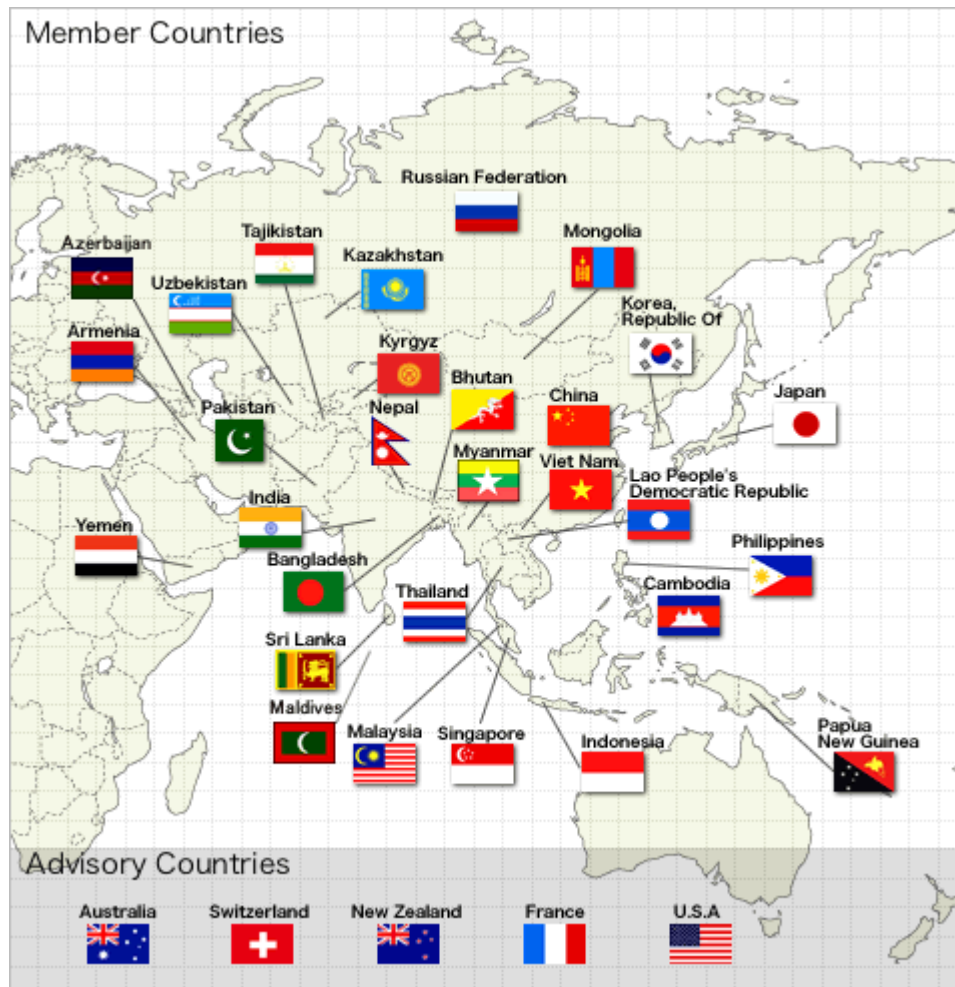 Member Countries
Russian Federation
Tajikistan
Mongolia
Azerbaijan
Kazakhstan
Uzbekistan
Korea,
Republic Of
Armenia
Kyrgyz
Bhutan
China
Japan
Pakistan
Nepal
Myanmar
Viet Nam
Lao People's
Democratic Republic
India
Yemen
Philippines
Bangladesh
Thailand
Cambodia
Sri Lanka
Maldives
Malaysia
Singapore
Indonesia
Papua
New Guinea
Advisory Countries
Australia
Switzerland
New Zealand
France
U.S.A